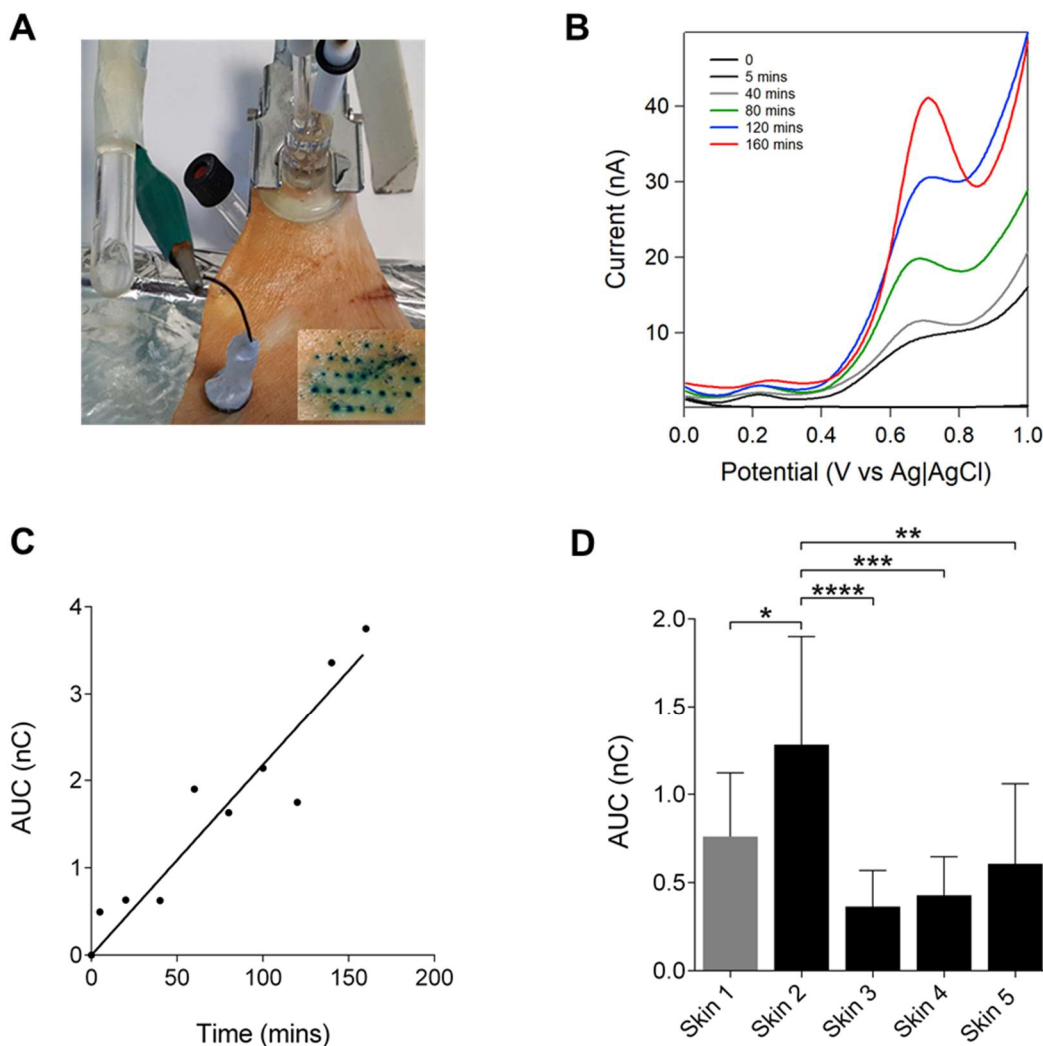 A
B
0
5 mins
40 mins
80 mins
120 mins
160 mins
40
30
20
10
Current (nA)
0.0 0.2 0.4 0.6 0.8 1.0
Potential (V vs Ag|AgCl)
C
4
3
2
1
0
AUC (nC)
0 50 100 150 200
Time (mins)
D
**
***
****
*
2.0
1.5
1.0
0.5
0.0
AUC (nC)
Skin 1 Skin 2 Skin 3 Skin 4 Skin 5